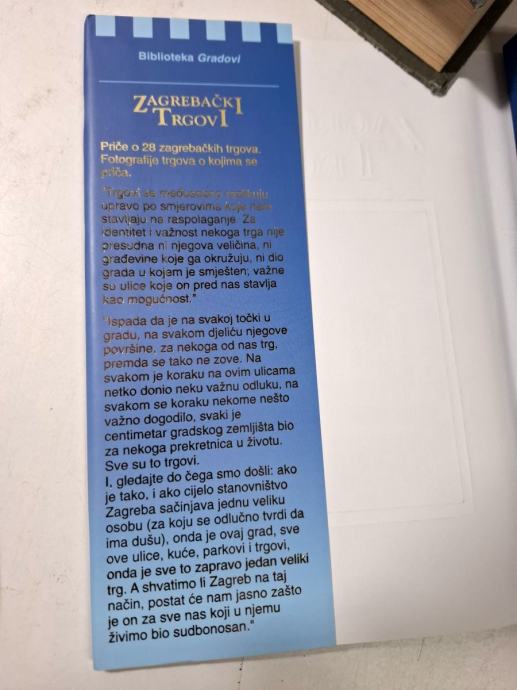 Biblioteka Gradovi
ZAGREBAČKI
TRGOVI
Priče o 28 zagrebačkih trgova.
Fotografije trgova o kojima se
priča.
"Trgovi se međusobno razlikuju
upravo po smjerovima koje nam
stavljaju na raspolaganje. Za
identitet i važnost nekoga trga nije
presudna ni njegova veličina, ni
građevine koje ga okružuju, ni dio
grada u kojem je smješten; važne
su ulice koje on pred nas stavlja
kao mogućnost."
"Ispada da je na svakoj točki u
gradu, na svakom djeliću njegove
površine, za nekoga od nas trg,
premda se tako ne zove. Na
svakom je koraku na ovim ulicama
netko donio neku važnu odluku, na
svakom se koraku nekome nešto
važno dogodilo, svaki je
centimetar gradskog zemljišta bio
za nekoga prekretnica u životu.
Sve su to trgovi.
I, gledajte do čega smo došli: ako
je tako, i ako cijelo stanovništvo
Zagreba sačinjava jednu veliku
osobu (za koju se odlučno tvrdi da
ima dušu), onda je ovaj grad, sve
ove ulice, kuće, parkovi i trgovi,
onda je sve to zapravo jedan veliki
trg. A shvatimo li Zagreb na taj
način, postat će nam jasno zašto
je on za sve nas koji u njemu
živimo bio sudbonosan."